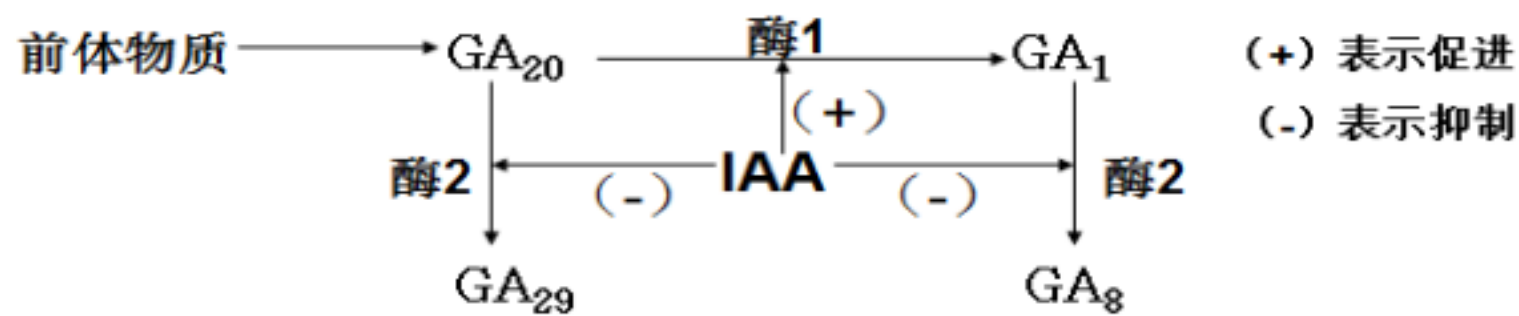 前体物质 GA₂₀ 酶1 GA₁ (+)表示促进
(+) (-)表示抑制
酶2 (-) IAA (-) 酶2
GA₂₉ GA₈